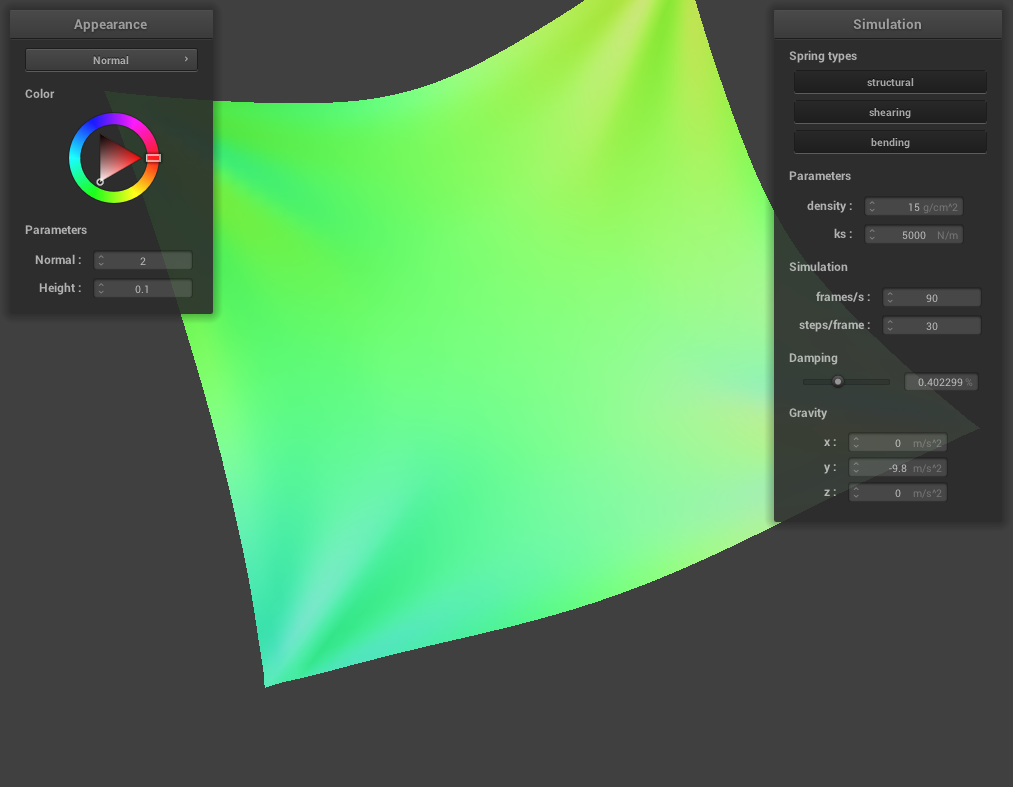 Appearance
Normal
Color
Parameters
Normal : 2
Height : 0.1
Simulation
Spring types
structural
shearing
bending
Parameters
density : 15 g/cm^2
ks : 5000 N/m
Simulation
frames/s : 90
steps/frame : 30
Damping
0.402299 %
Gravity
x : 0 m/s^2
y : -9.8 m/s^2
z : 0 m/s^2